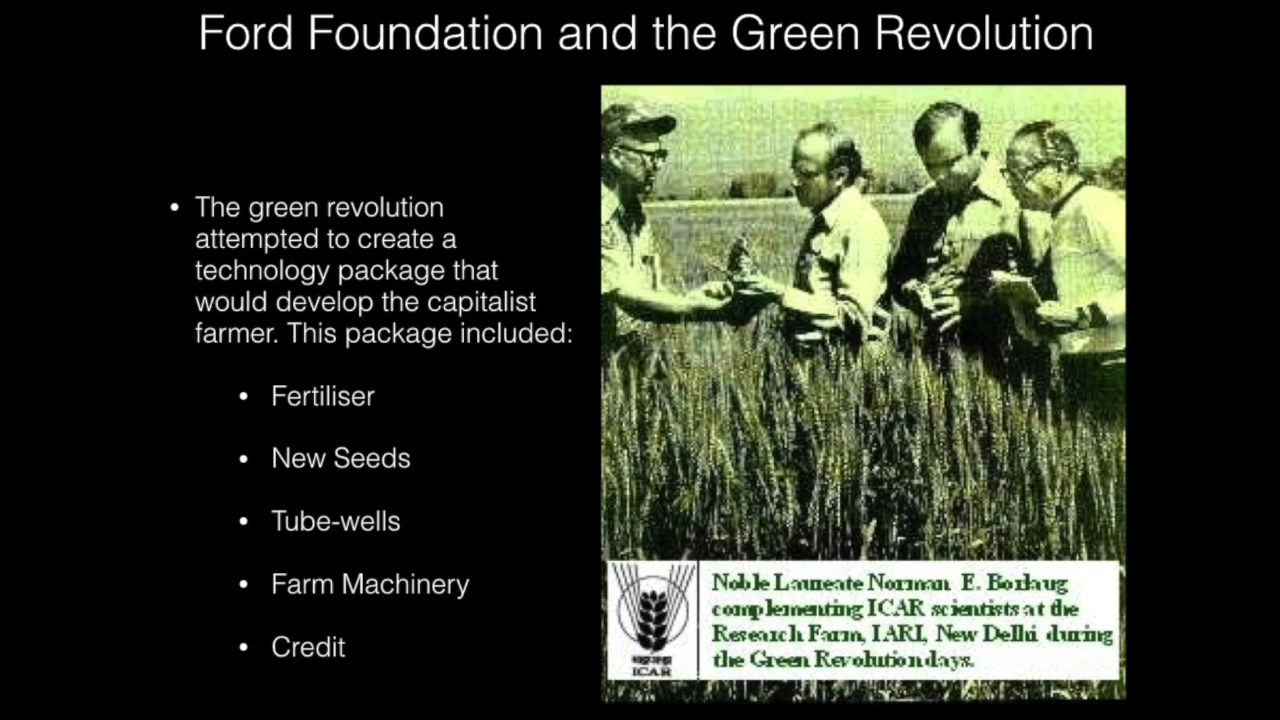 Ford Foundation and the Green Revolution
• The green revolution
attempted to create a
technology package that
would develop the capitalist
farmer. This package included:
• Fertiliser
• New Seeds
• Tube-wells
• Farm Machinery
• Credit
Noble Laureate Norman E. Borlaug
complementing ICAR scientists at the
Research Farm, IARI, New Delhi during
the Green Revolution days.
ICAR